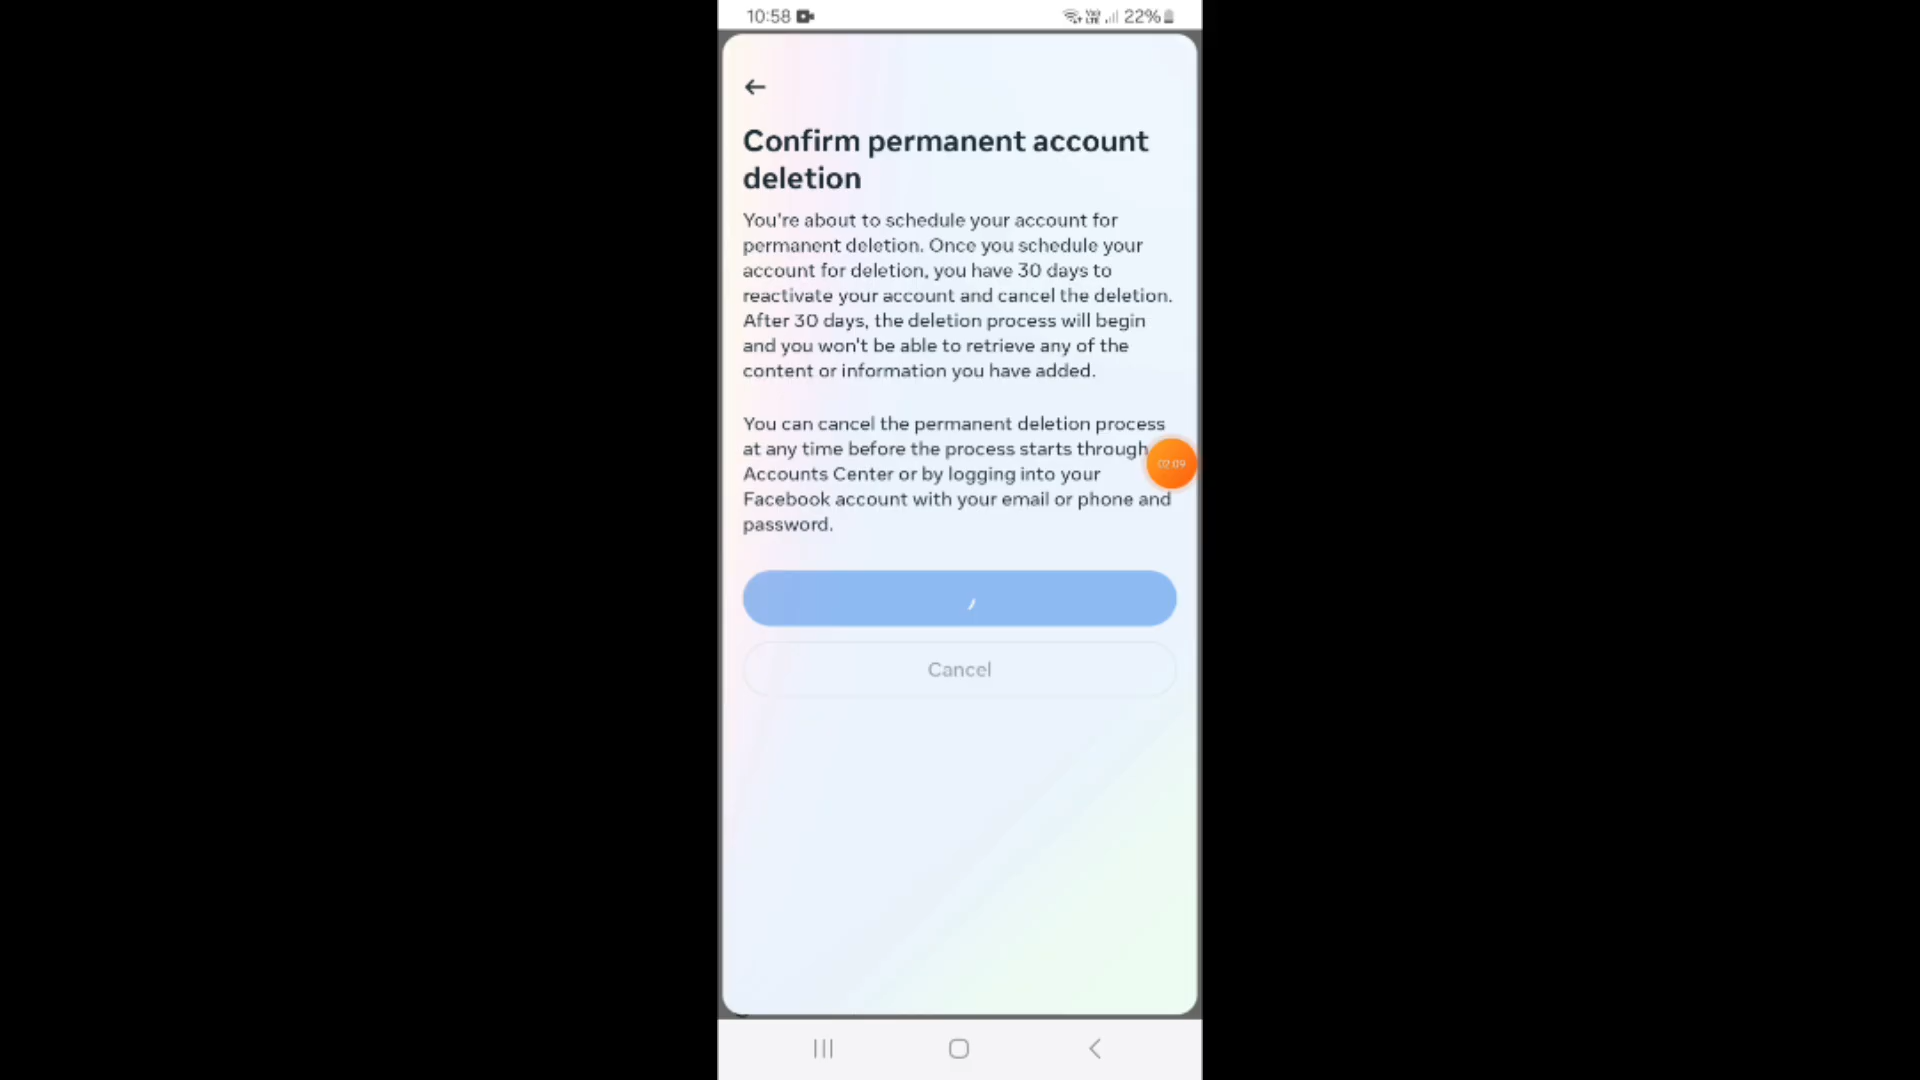 10:58
22%
Confirm permanent account
deletion
You're about to schedule your account for
permanent deletion. Once you schedule your
account for deletion, you have 30 days to
reactivate your account and cancel the deletion.
After 30 days, the deletion process will begin
and you won't be able to retrieve any of the
content or information you have added.
You can cancel the permanent deletion process
at any time before the process starts through
Accounts Center or by logging into your
Facebook account with your email or phone and
password.
02:09
Cancel